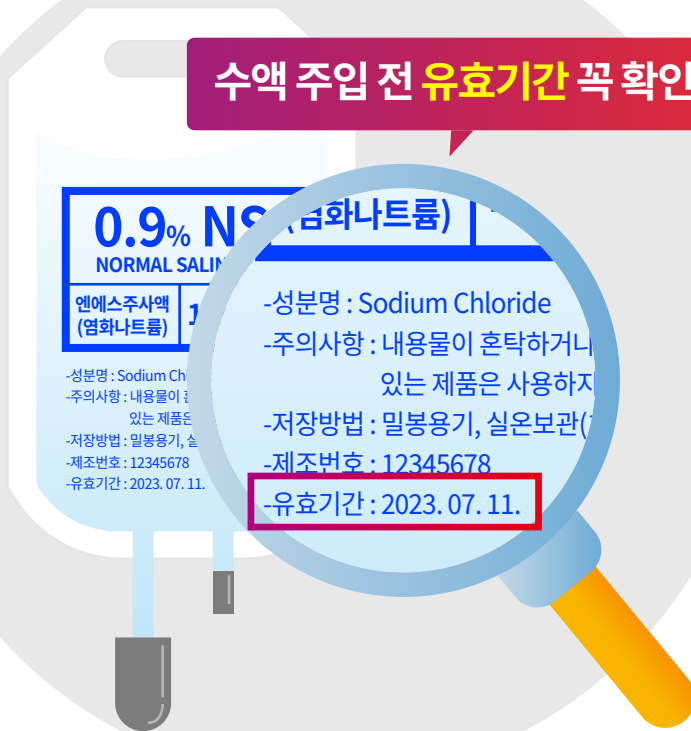 수액 주입 전 유효기간 꼭 확인
0.9% NS (염화나트륨)
NORMAL SALIN
엔에스주사액
(염화나트륨)
-성분명 : Sodium Ch
-주의사항 : 내용물이
있는 제품은
-저장방법 : 밀봉용기,
-제조번호 : 12345678
-유효기간 : 2023. 07. 11.
-성분명 : Sodium Chloride
-주의사항 : 내용물이 혼탁하거나
있는 제품은 사용하지
-저장방법 : 밀봉용기, 실온보관(
-제조번호 : 12345678
-유효기간 : 2023. 07. 11.